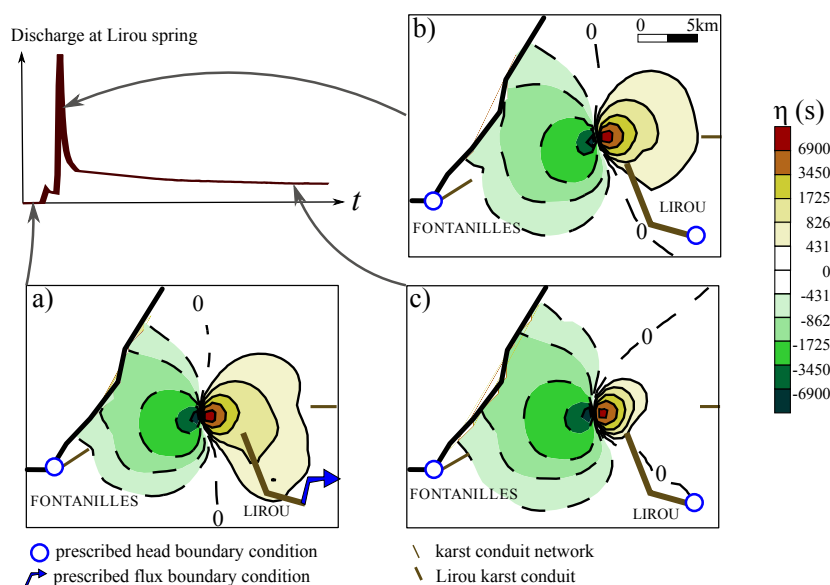 Discharge at Lirou spring
t
b)
0 5km
0
FONTANILLES
LIROU
0
η (s)
6900
3450
1725
826
431
0
-431
-862
-1725
-3450
-6900
a)
0
FONTANILLES
LIROU
0
c)
0
0
FONTANILLES
LIROU
prescribed head boundary condition
prescribed flux boundary condition
karst conduit network
Lirou karst conduit